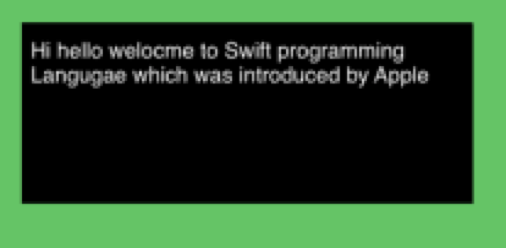 Hi hello welocme to Swift programming
Langugae which was introduced by Apple